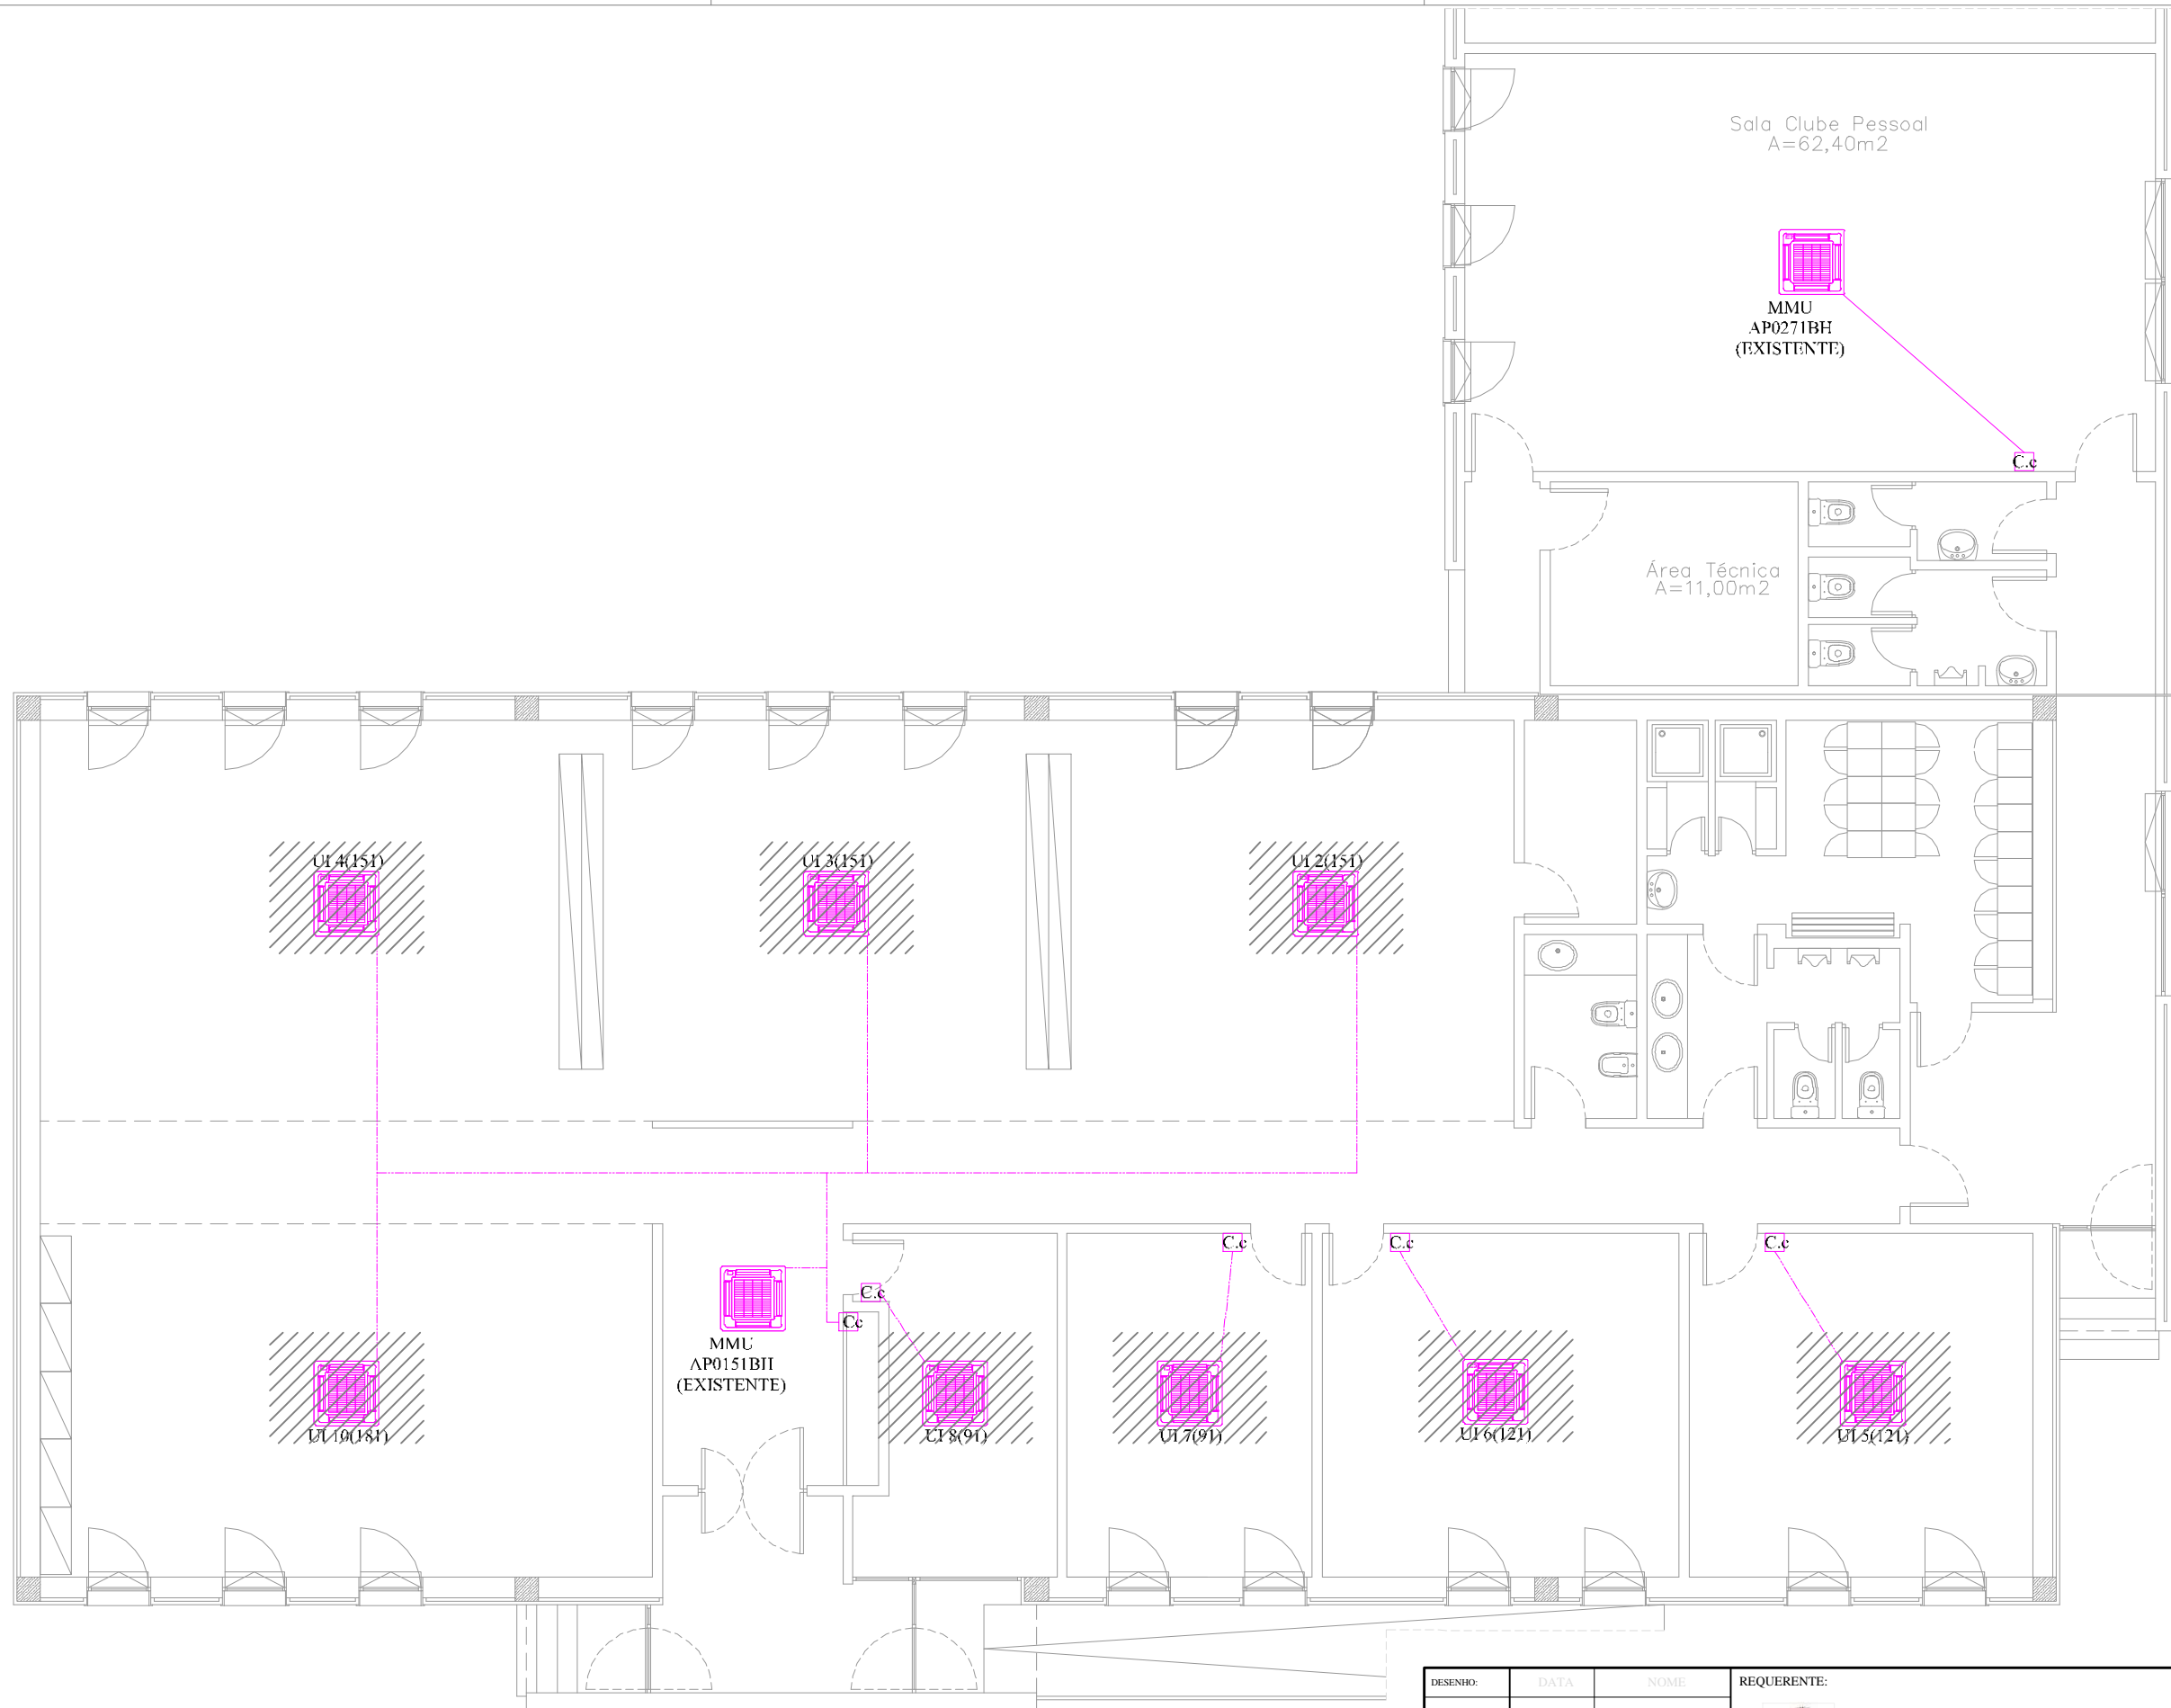 Sala Clube Pessoal
A=62,40m2
MMU
AP0271BH
(EXISTENTE)
C.c
Área Técnica
A=11,00m2
UI 4(151)
UI 3(151)
UI 2(151)
C.c
C.c
C.c
C.c
C.c
MMU
AP0151BH
(EXISTENTE)
UI 10(181)
UI 8(91)
UI 7(91)
UI 6(121)
UI 5(121)
DESENHO:
DATA
NOME
REQUERENTE: